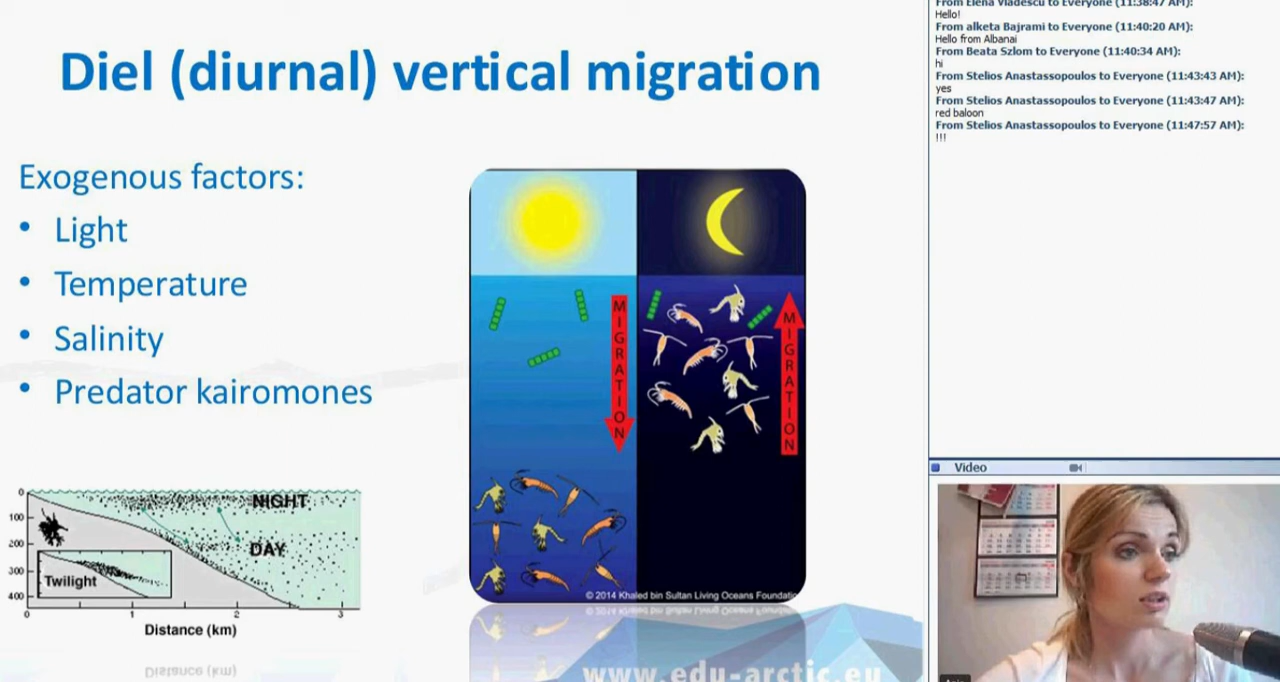 Diel (diurnal) vertical migration
Exogenous factors:
• Light
• Temperature
• Salinity
• Predator kairomones
MIGRATION
MIGRATION
© 2014 Khaled bin Sultan Living Oceans Foundatio
0
100
200
300
400
NIGHT
DAY
Twilight
0 1 2 3
Distance (km)
www.edu-arctic.eu
From Elena Vladescu to Everyone (11:38:47 AM):
Hello!
From alketa Bajrami to Everyone (11:40:20 AM):
Hello from Albanai
From Beata Szlom to Everyone (11:40:34 AM):
hi
From Stelios Anastassopoulos to Everyone (11:43:43 AM):
yes
From Stelios Anastassopoulos to Everyone (11:43:47 AM):
red baloon
From Stelios Anastassopoulos to Everyone (11:47:57 AM):
!!!
Video